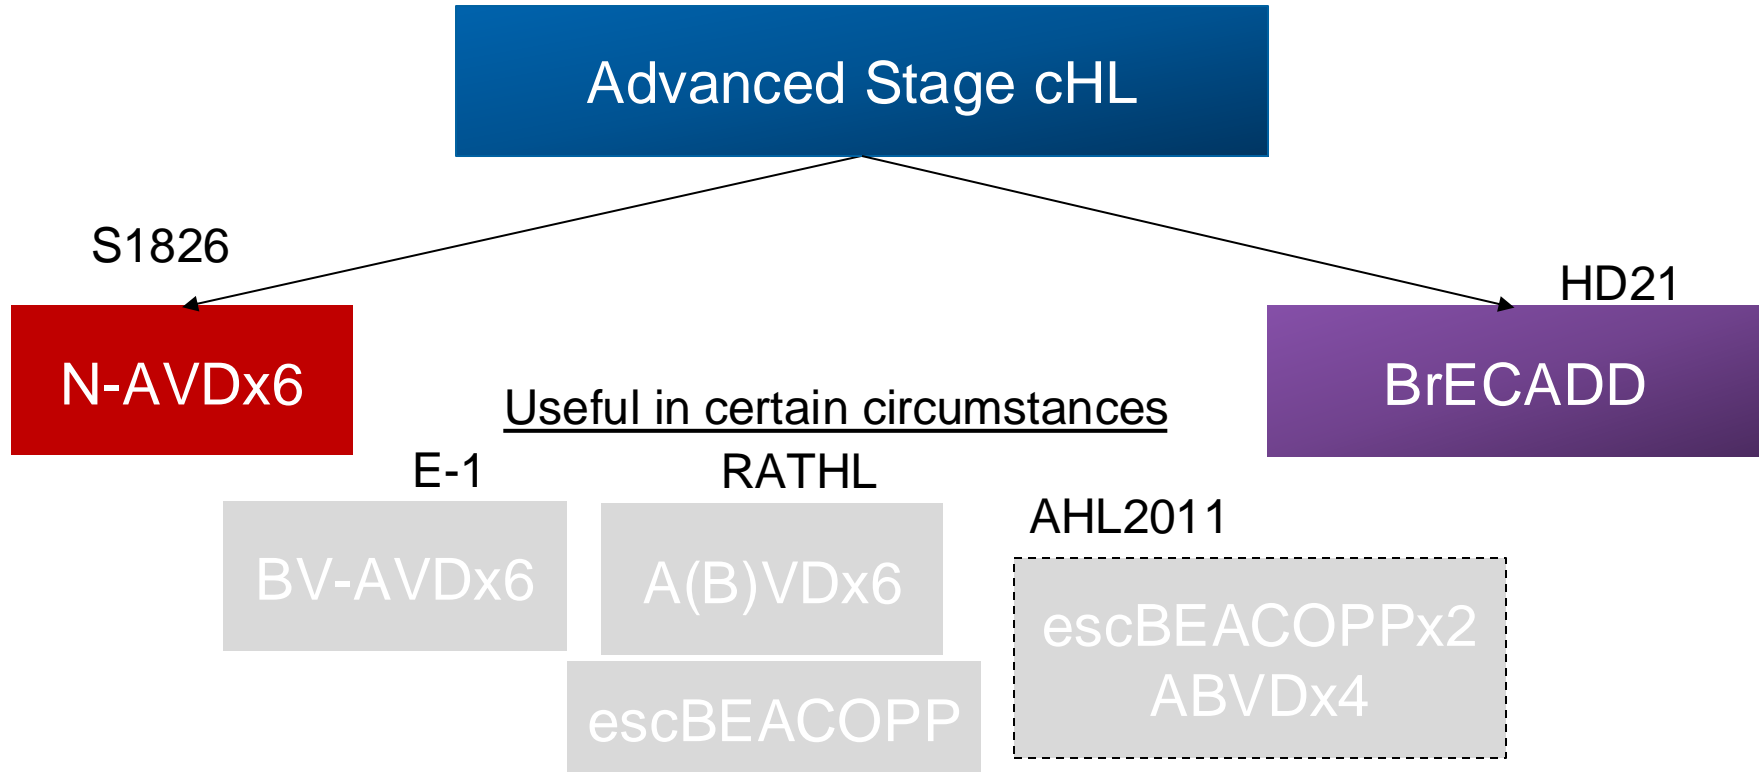 Advanced Stage cHL
S1826
HD21
N-AVDx6
BrECADD
Useful in certain circumstances
E-1
RATHL
AHL2011
BV-AVDx6
A(B)VDx6
escBEACOPPx2
ABVDx4
escBEACOPP